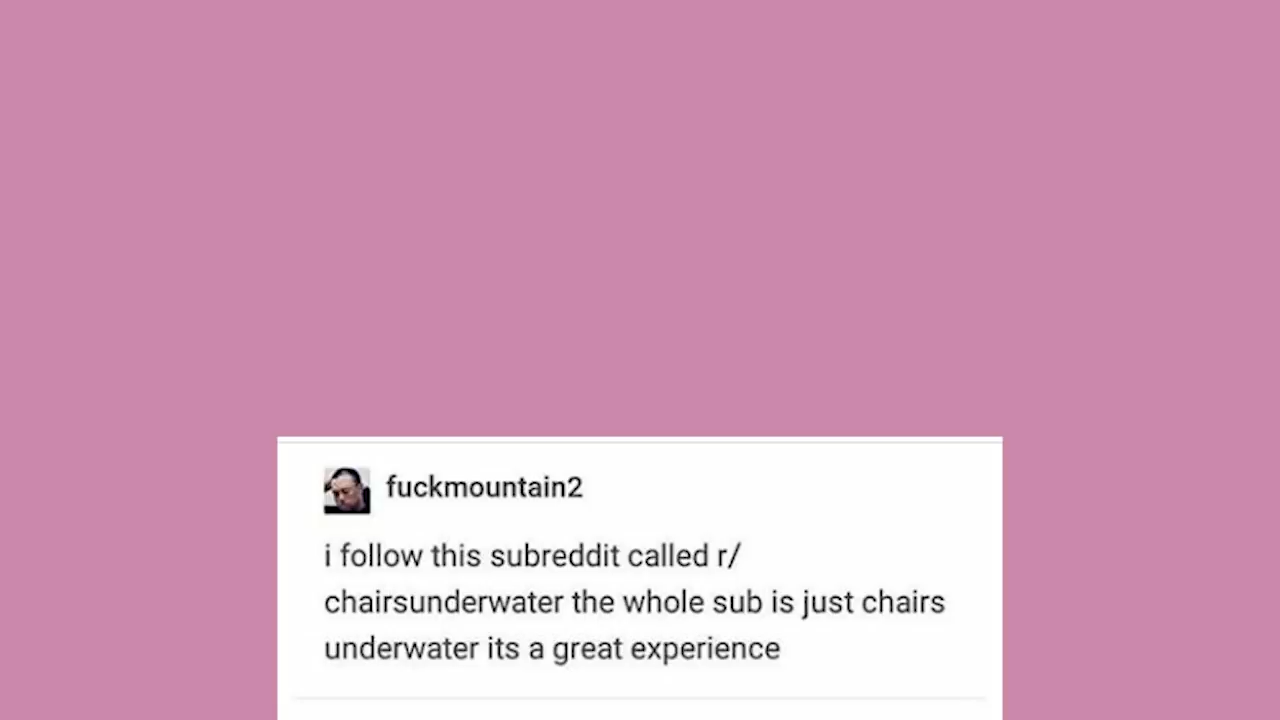 fuckmountain2
i follow this subreddit called r/
chairsunderwater the whole sub is just chairs
underwater its a great experience